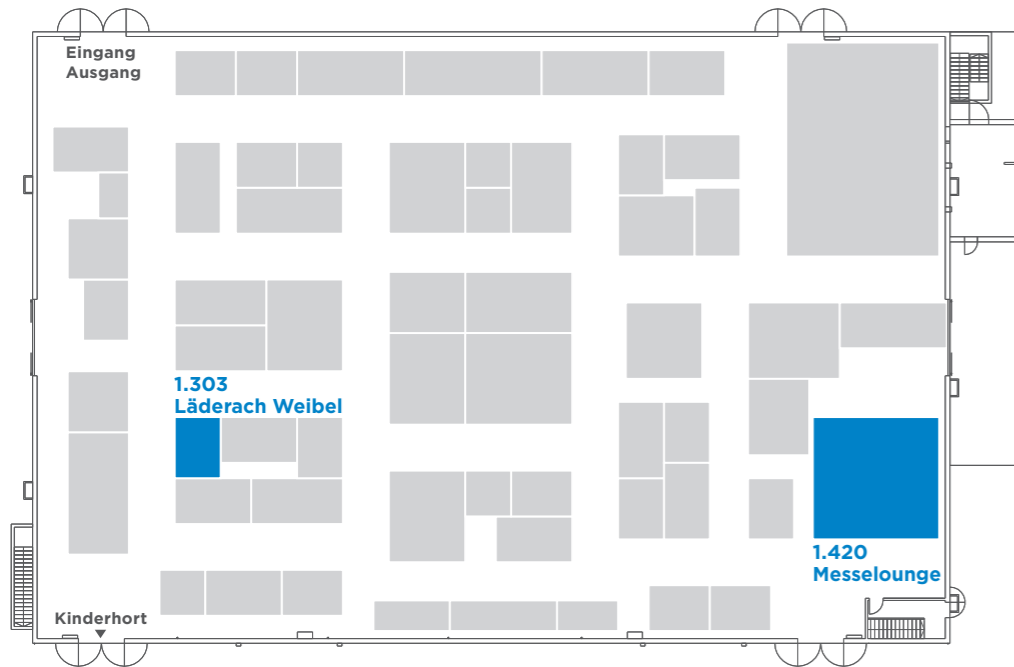 Eingang
Ausgang
1.303
Läderach Weibel
1.420
Messelounge
Kinderhort